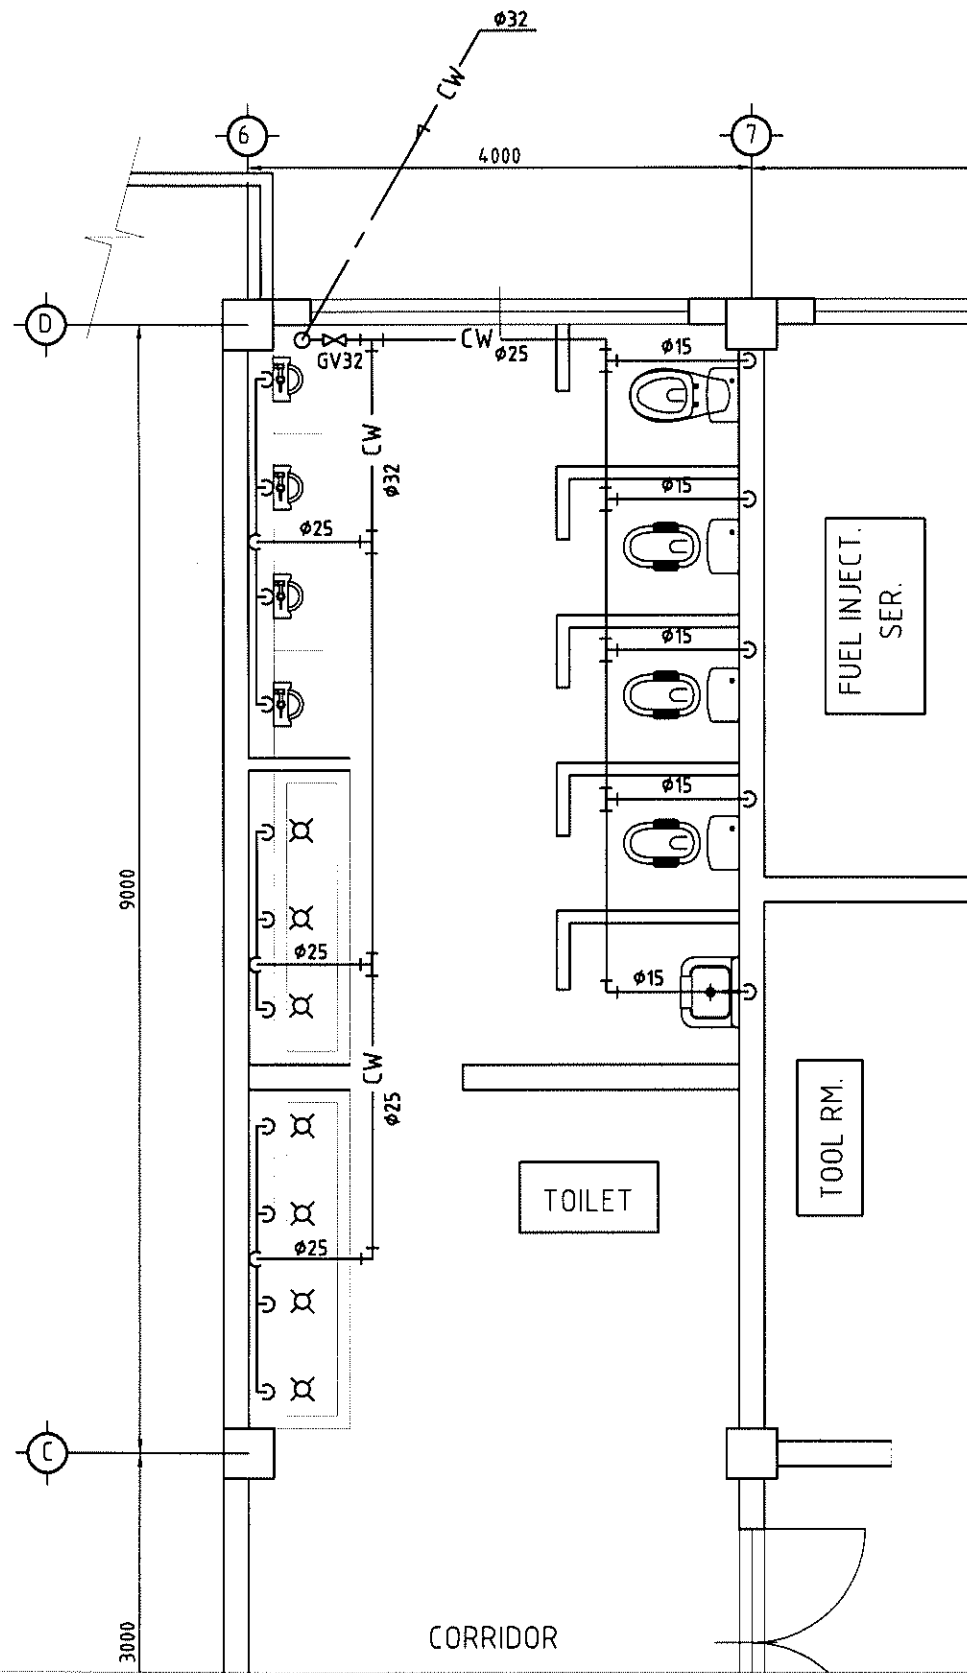 ø32
CW
6
7
4000
D
CW
ø25
GV32
ø15
CW
ø32
ø15
ø25
FUEL INJECT.
SER.
ø15
ø15
9000
ø25
ø15
CW
ø25
TOOL RM.
TOILET
ø25
C
3000
CORRIDOR